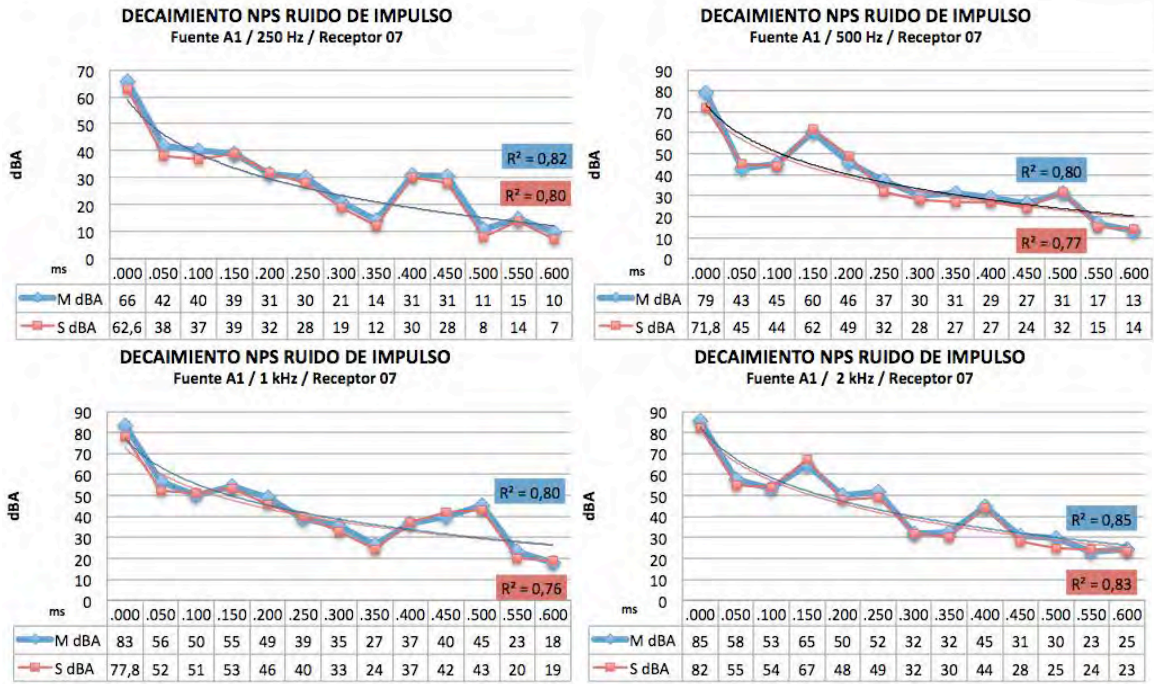 DECAIMIENTO NPS RUIDO DE IMPULSO
Fuente A1 / 250 Hz / Receptor 07
70
60
50
40
30
20
10
0
dBA
R² = 0,82
R² = 0,80
ms .000 .050 .100 .150 .200 .250 .300 .350 .400 .450 .500 .550 .600
M dBA 66 42 40 39 31 30 21 14 31 31 11 15 10
S dBA 62,6 38 37 39 32 28 19 12 30 28 8 14 7
DECAIMIENTO NPS RUIDO DE IMPULSO
Fuente A1 / 500 Hz / Receptor 07
90
80
70
60
50
40
30
20
10
0
dBA
R² = 0,80
R² = 0,77
ms .000 .050 .100 .150 .200 .250 .300 .350 .400 .450 .500 .550 .600
M dBA 79 43 45 60 46 37 30 31 29 27 31 17 13
S dBA 71,8 45 44 62 49 32 28 27 27 24 32 15 14
DECAIMIENTO NPS RUIDO DE IMPULSO
Fuente A1 / 1 kHz / Receptor 07
90
80
70
60
50
40
30
20
10
0
dBA
R² = 0,80
R² = 0,76
ms .000 .050 .100 .150 .200 .250 .300 .350 .400 .450 .500 .550 .600
M dBA 83 56 50 55 49 39 35 27 37 40 45 23 18
S dBA 77,8 52 51 53 46 40 33 24 37 42 43 20 19
DECAIMIENTO NPS RUIDO DE IMPULSO
Fuente A1 / 2 kHz / Receptor 07
90
80
70
60
50
40
30
20
10
0
dBA
R² = 0,85
R² = 0,83
ms .000 .050 .100 .150 .200 .250 .300 .350 .400 .450 .500 .550 .600
M dBA 85 58 53 65 50 52 32 32 45 31 30 23 25
S dBA 82 55 54 67 48 49 32 30 44 28 25 24 23